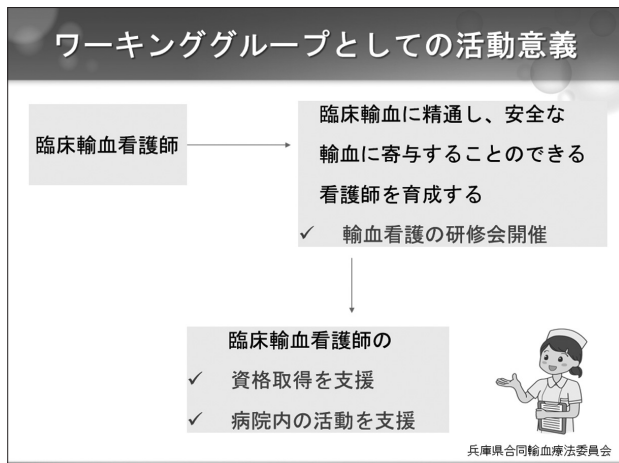 ワーキンググループとしての活動意義
臨床輸血看護師
臨床輸血に精通し、安全な
輸血に寄与することのできる
看護師を育成する
✓ 輸血看護の研修会開催
臨床輸血看護師の
✓ 資格取得を支援
✓ 病院内の活動を支援
兵庫県合同輸血療法委員会